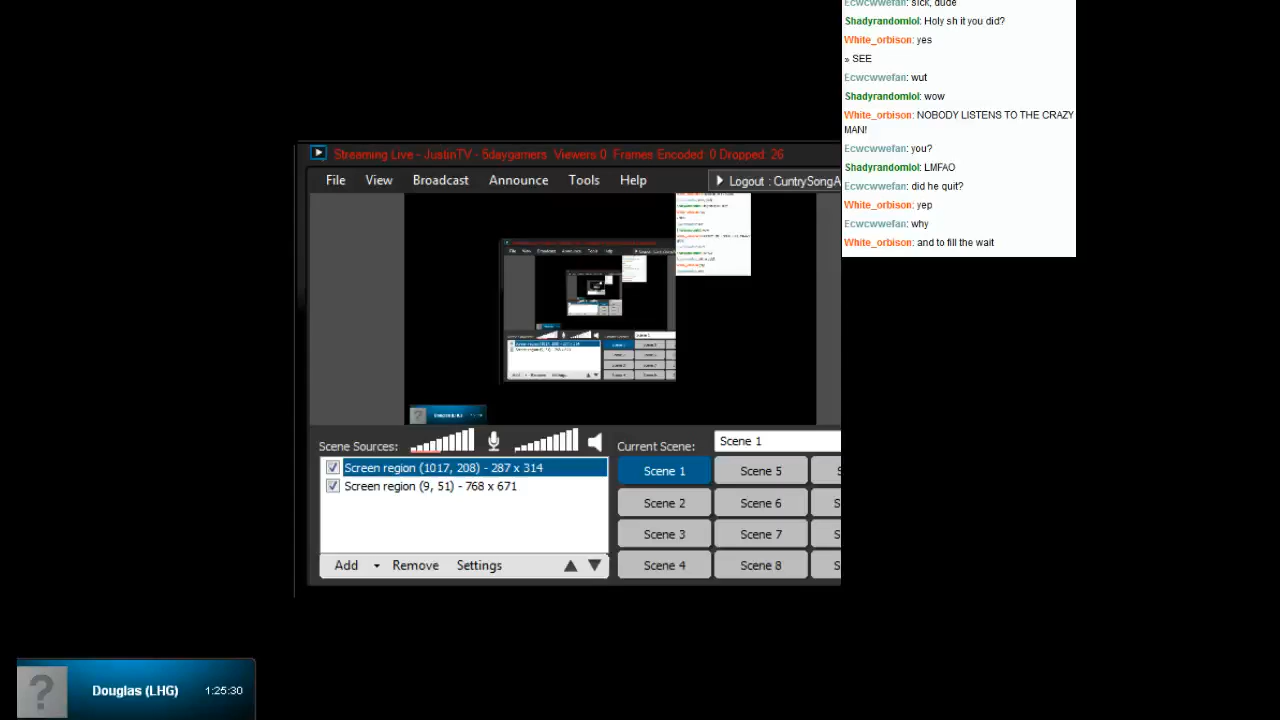 Ecwcwwefan: sick, dude
Shadyrandomlol: Holy sh it you did?
White_orbison: yes
» SEE
Ecwcwwefan: wut
Shadyrandomlol: wow
White_orbison: NOBODY LISTENS TO THE CRAZY
MAN!
Ecwcwwefan: you?
Shadyrandomlol: LMFAO
Ecwcwwefan: did he quit?
White_orbison: yep
Ecwcwwefan: why
White_orbison: and to fill the wait
Streaming Live - JustinTV - 5daygamers Viewers 0 Frames Encoded: 0 Dropped: 26
File View Broadcast Announce Tools Help Logout : CuntrySongA
Scene Sources: Current Scene: Scene 1
Screen region (1017, 208) - 287 x 314
Screen region (9, 51) - 768 x 671
Scene 1 Scene 5 S
Scene 2 Scene 6 S
Scene 3 Scene 7 S
Scene 4 Scene 8 S
Add Remove Settings
? Douglas (LHG) 1:25:30